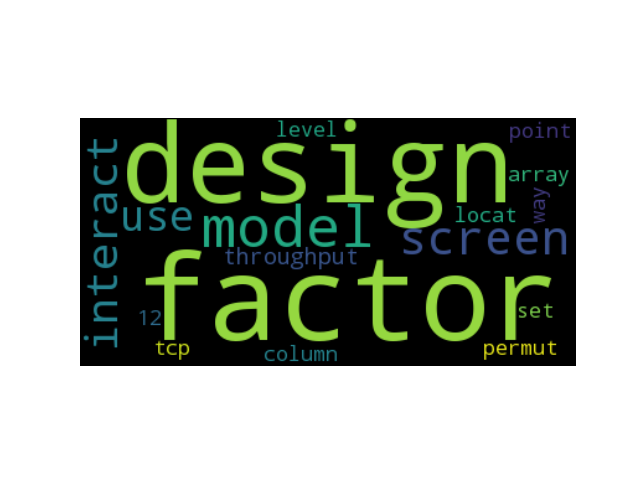 level
point
design
interact
array
way
use
model
locat
screen
throughput
factor
12
set
tcp
column
permut